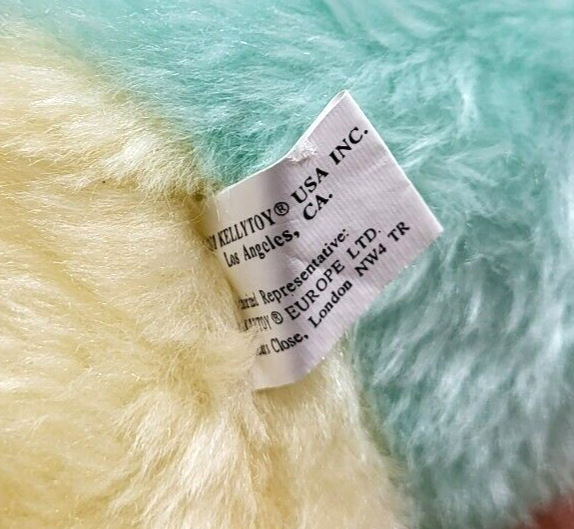 KELLYTOY® USA INC.
Los Angeles, CA.
Representative:
EUROPE LTD.
Close, London NW4 TR